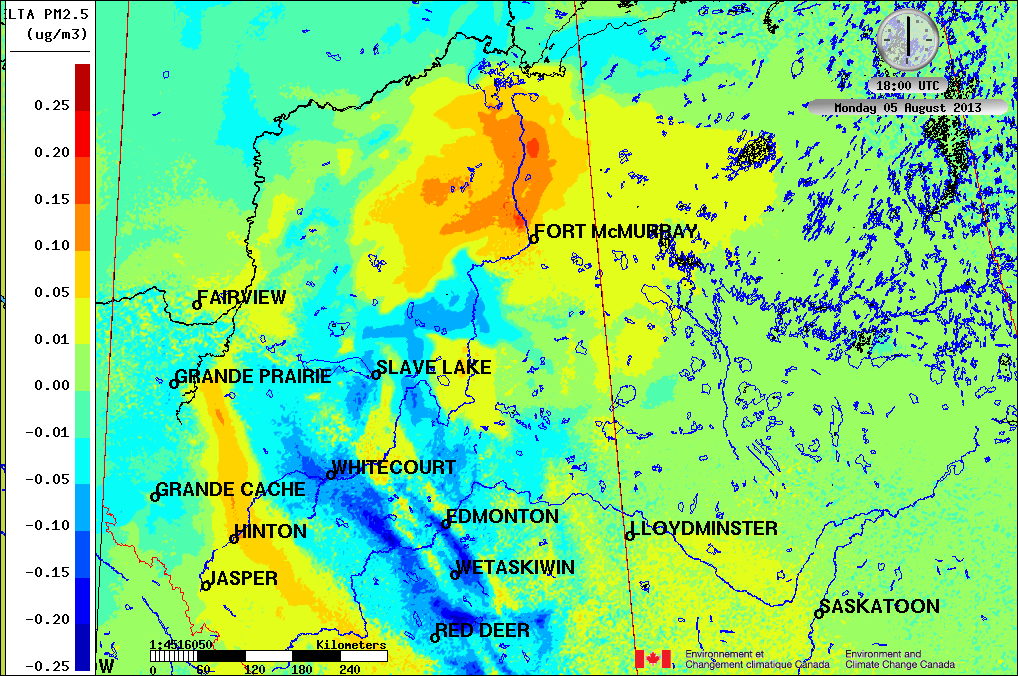 LTA PM2.5
(ug/m3)
0.25
0.20
0.15
0.10
0.05
0.01
0.00
-0.01
-0.05
-0.10
-0.15
-0.20
-0.25
18:00 UTC
Monday 05 August 2013
FORT McMURRAY
FAIRVIEW
SLAVE LAKE
GRANDE PRAIRIE
WHITECOURT
GRANDE CACHE
EDMONTON
LLOYDMINSTER
HINTON
WETASKIWIN
JASPER
SASKATOON
RED DEER
1:4516050 Kilometers
0 60 120 180 240
W
Environnement et
Changement climatique Canada
Environment and
Climate Change Canada